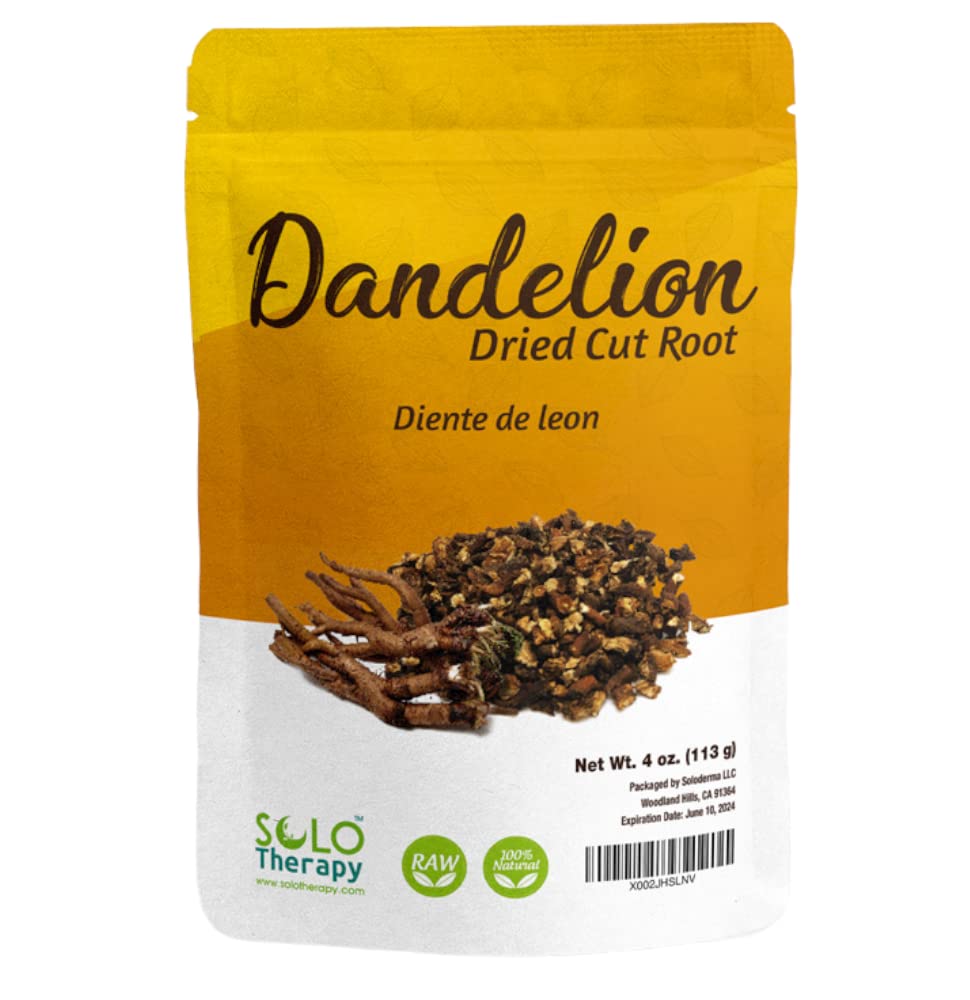 Dandelion
Dried Cut Root
Diente de leon
Net Wt. 4 oz. (113 g)
Packaged by Soloderma LLC
Woodland Hills, CA 91364
Expiration Date: June 10, 2024
SOLO™
Therapy
www.solotherapy.com
RAW
100%
Natural
X002JHSLNV